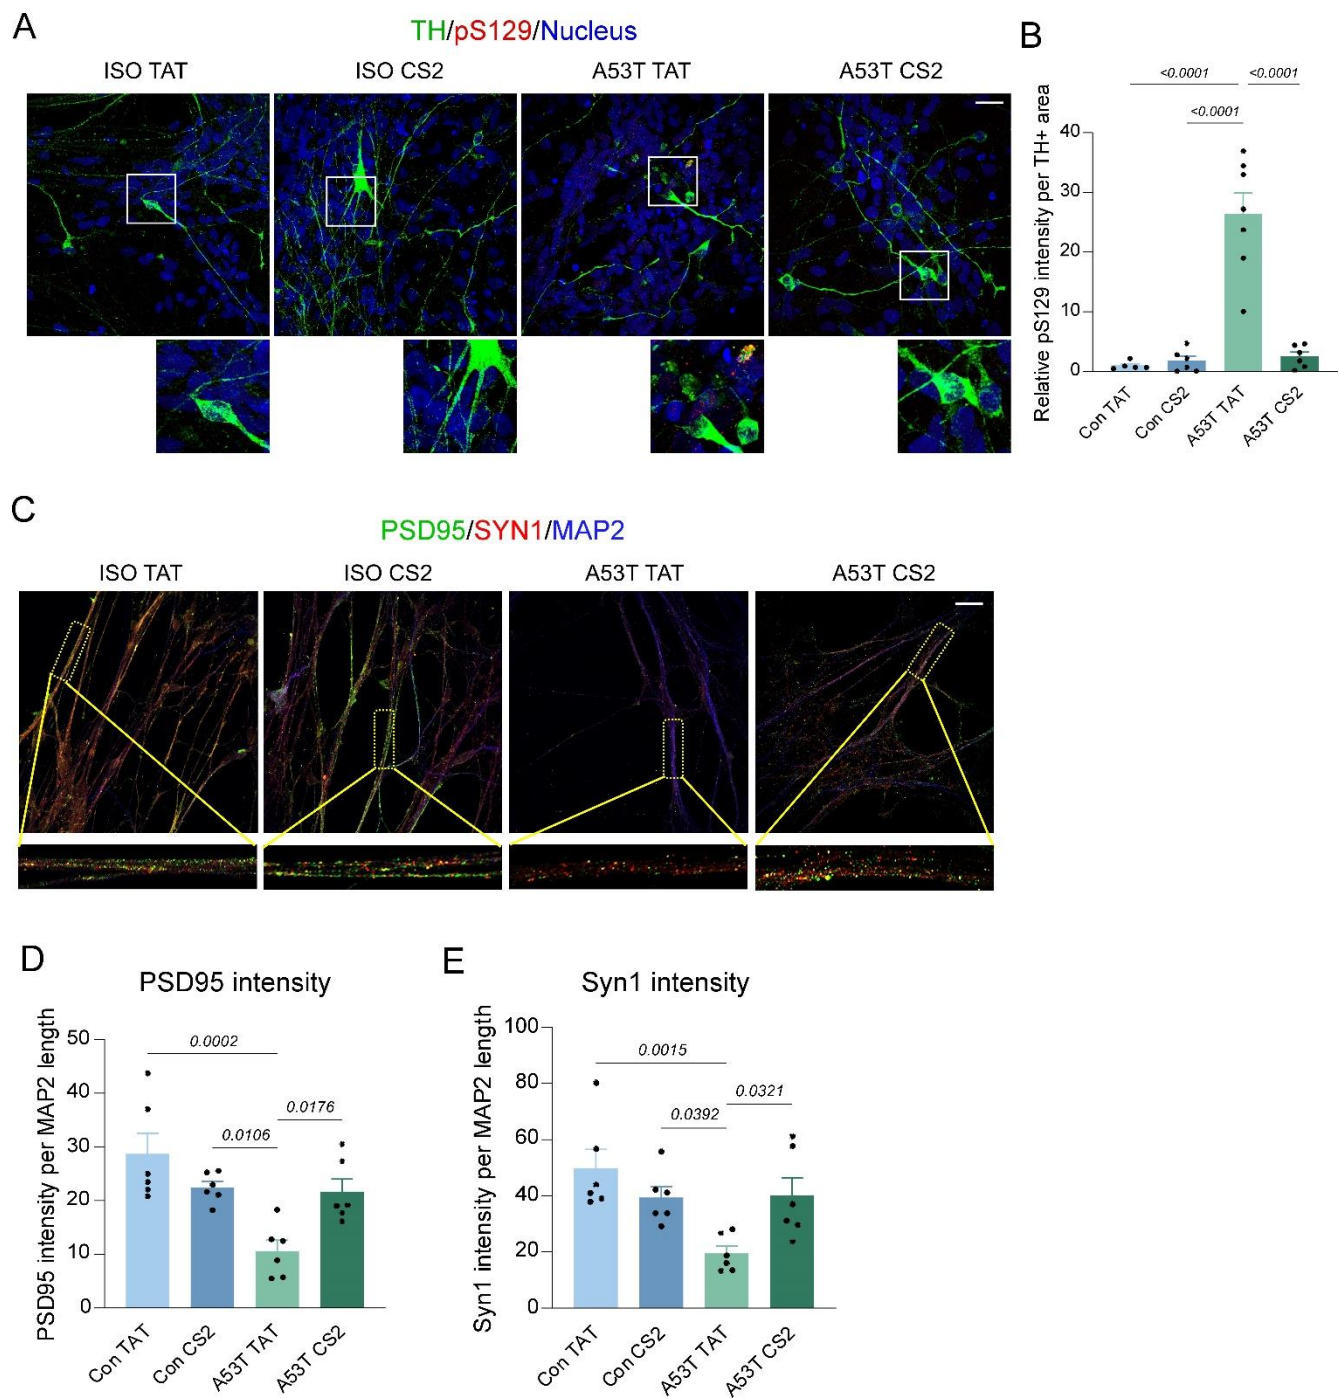 A
TH/pS129/Nucleus
ISO TAT
ISO CS2
A53T TAT
A53T CS2
B
<0.0001
<0.0001
<0.0001
Relative pS129 intensity per TH+ area
40
30
20
10
0
Con TAT
Con CS2
A53T TAT
A53T CS2
C
PSD95/SYN1/MAP2
ISO TAT
ISO CS2
A53T TAT
A53T CS2
D
PSD95 intensity
PSD95 intensity per MAP2 length
50
40
30
20
10
0
0.0002
0.0176
0.0106
Con TAT
Con CS2
A53T TAT
A53T CS2
E
Syn1 intensity
Syn1 intensity per MAP2 length
100
80
60
40
20
0
0.0015
0.0321
0.0392
Con TAT
Con CS2
A53T TAT
A53T CS2